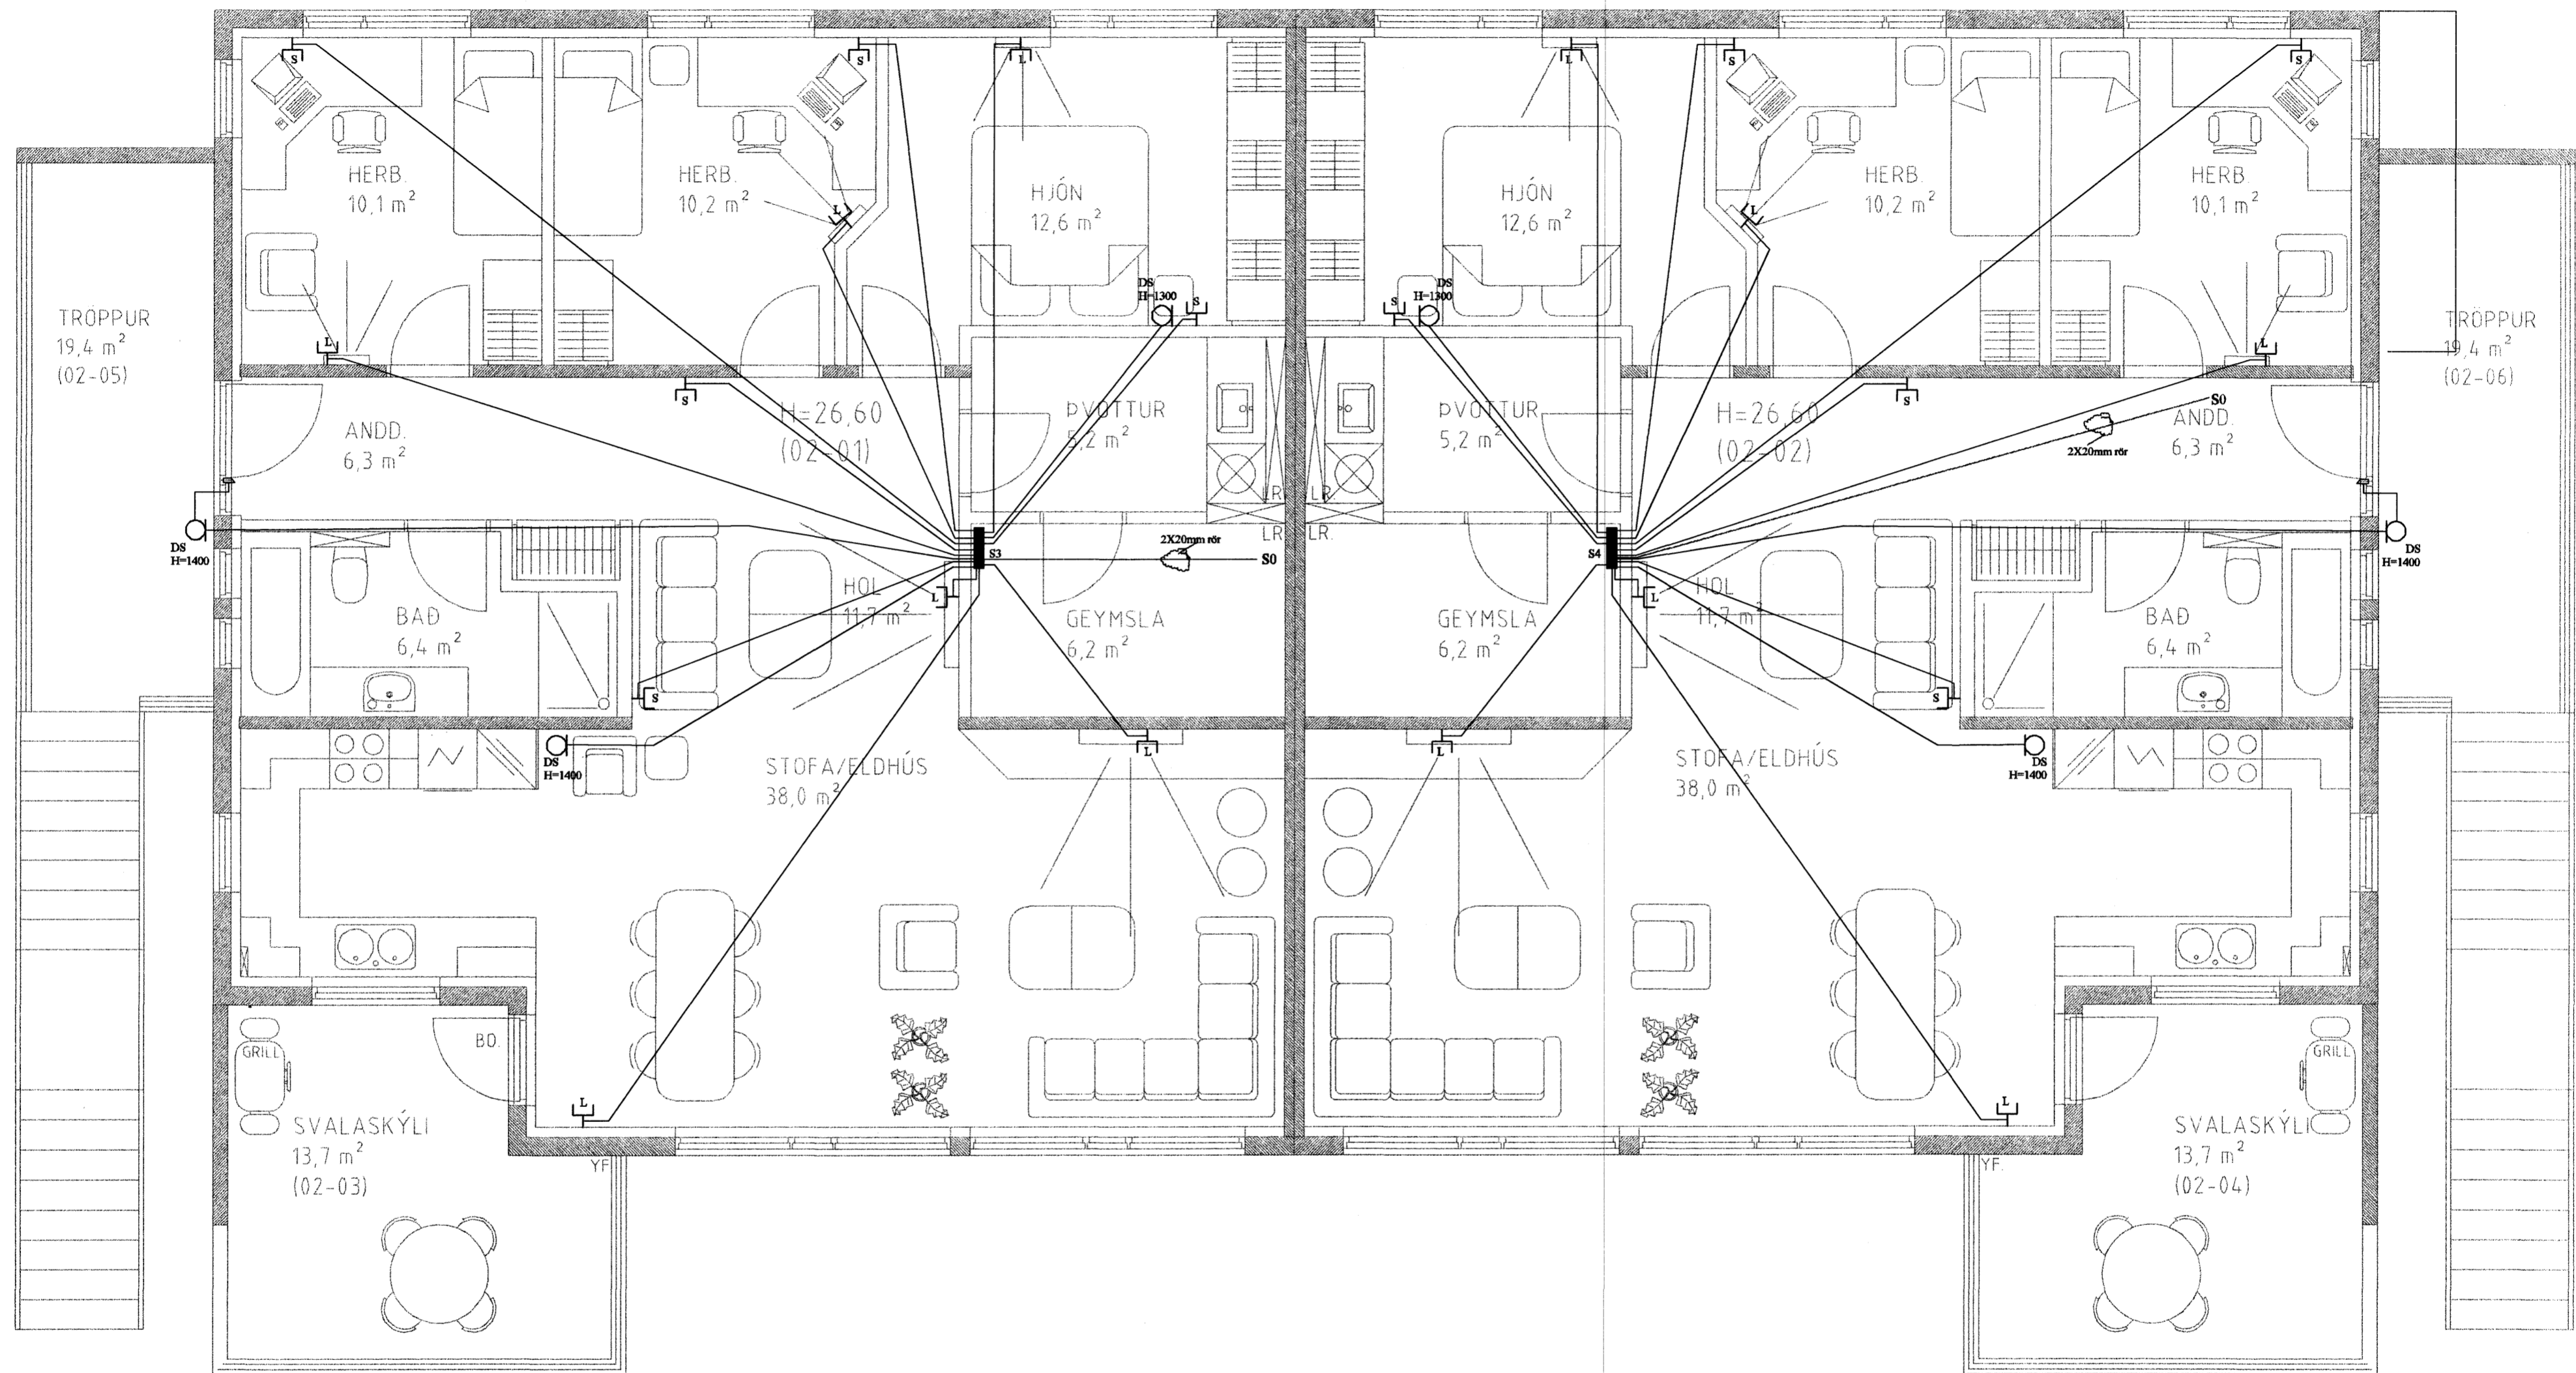 S
S
L
L
S
S
HERB.
10,1 m²
HERB.
10,2 m²
L
HJÓN
12,6 m²
HJÓN
12,6 m²
L
HERB.
10,2 m²
HERB.
10,1 m²
TRÖPPUR
19,4 m²
(02-05)
DS
H=1300
S
S
DS
H=1300
TRÖPPUR
19,4 m²
(02-06)
L
L
S
S
H=26,60
(02-01)
ÞVOTTUR
5,2 m²
ÞVOTTUR
5,2 m²
H=26,60
(02-02)
S0
ANDD.
6,3 m²
2X20mm rör
ANDD.
6,3 m²
LR.
LR.
LR.
LR.
DS
H=1400
S3
2X20mm rör
S0
S4
DS
H=1400
L
HOL
11,7 m²
L
HOL
11,7 m²
BAÐ
6,4 m²
GEYMSLA
6,2 m²
GEYMSLA
6,2 m²
BAÐ
6,4 m²
S
S
L
L
DS
H=1400
STOFA/ELDHÚS
38,0 m²
STOFA/ELDHÚS
38,0 m²
DS
H=1400
BD.
GRILL
GRILL
L
L
SVALASKÝLI
13,7 m²
(02-03)
YF.
YF.
SVALASKÝLI
13,7 m²
(02-04)